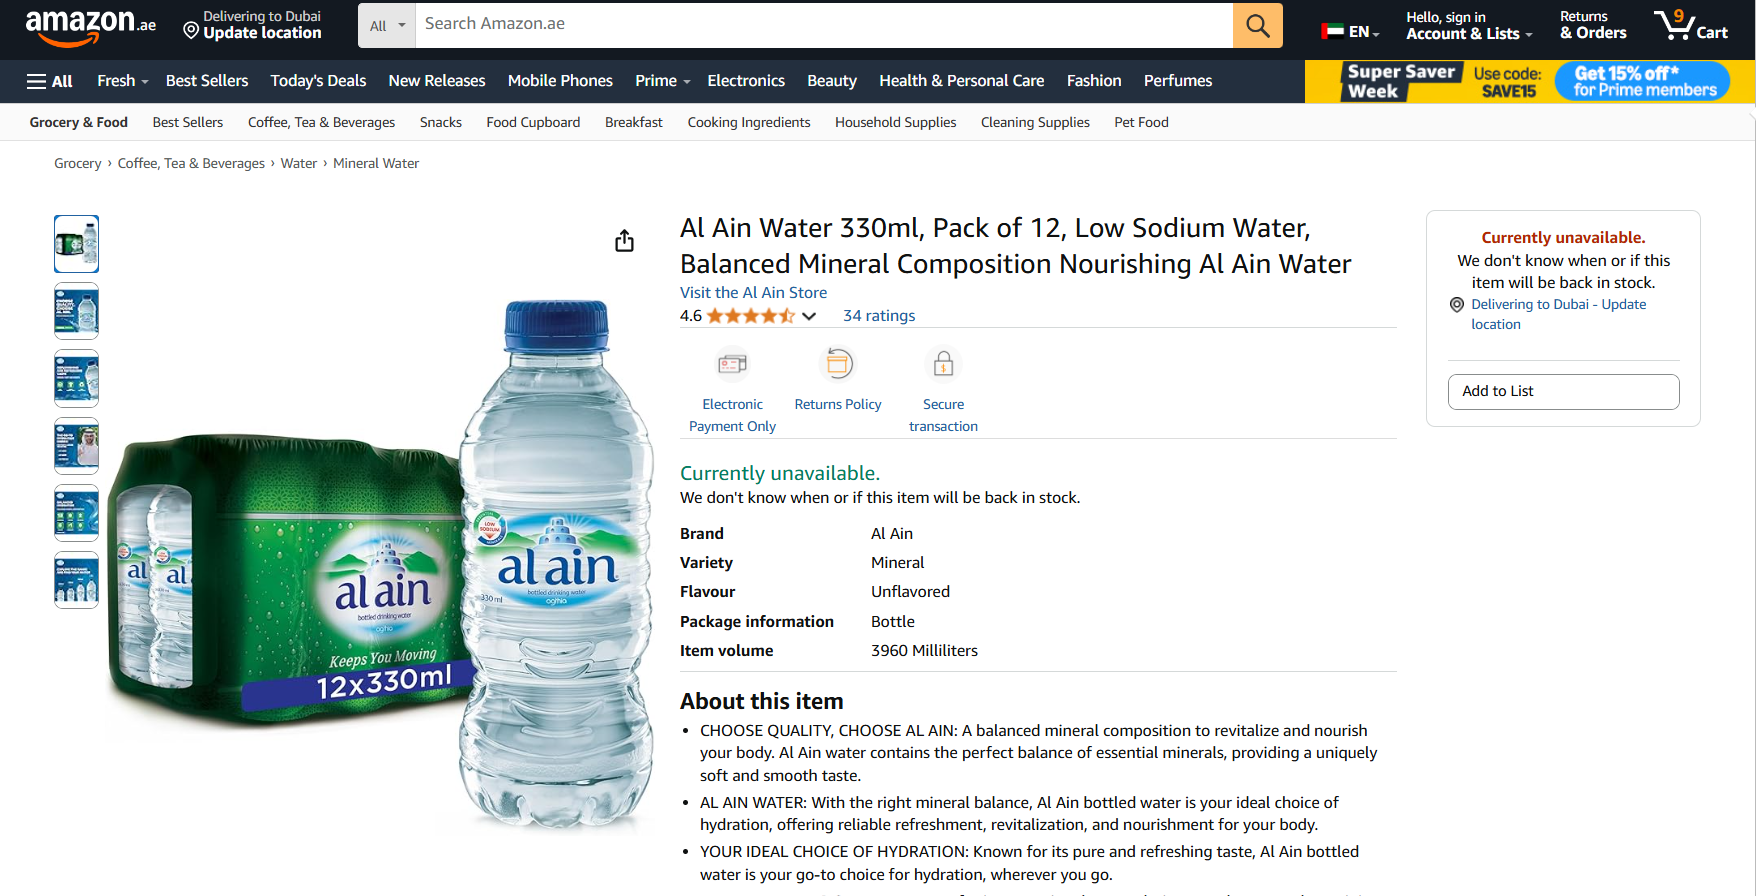 amazon.ae
Delivering to Dubai
Update location
All
Search Amazon.ae
EN
Hello, sign in
Account & Lists
Returns
& Orders
9
Cart
All
Fresh
Best Sellers
Today's Deals
New Releases
Mobile Phones
Prime
Electronics
Beauty
Health & Personal Care
Fashion
Perfumes
Super Saver
Week
Use code:
SAVE15
Get 15% off*
for Prime members
Grocery & Food
Best Sellers
Coffee, Tea & Beverages
Snacks
Food Cupboard
Breakfast
Cooking Ingredients
Household Supplies
Cleaning Supplies
Pet Food
Grocery › Coffee, Tea & Beverages › Water › Mineral Water
al ain
bottled drinking water
agthia
Keeps You Moving
12x330ml
al
al
LOW
SODIUM
al ain
330 ml
bottled drinking water
agthia
Al Ain Water 330ml, Pack of 12, Low Sodium Water,
Balanced Mineral Composition Nourishing Al Ain Water
Visit the Al Ain Store
4.6
34 ratings
Electronic
Payment Only
Returns Policy
Secure
transaction
Currently unavailable.
We don't know when or if this item will be back in stock.
Brand Al Ain
Variety Mineral
Flavour Unflavored
Package information Bottle
Item volume 3960 Milliliters
About this item
• CHOOSE QUALITY, CHOOSE AL AIN: A balanced mineral composition to revitalize and nourish
your body. Al Ain water contains the perfect balance of essential minerals, providing a uniquely
soft and smooth taste.
• AL AIN WATER: With the right mineral balance, Al Ain bottled water is your ideal choice of
hydration, offering reliable refreshment, revitalization, and nourishment for your body.
• YOUR IDEAL CHOICE OF HYDRATION: Known for its pure and refreshing taste, Al Ain bottled
water is your go-to choice for hydration, wherever you go.
Currently unavailable.
We don't know when or if this
item will be back in stock.
Delivering to Dubai - Update
location
Add to List